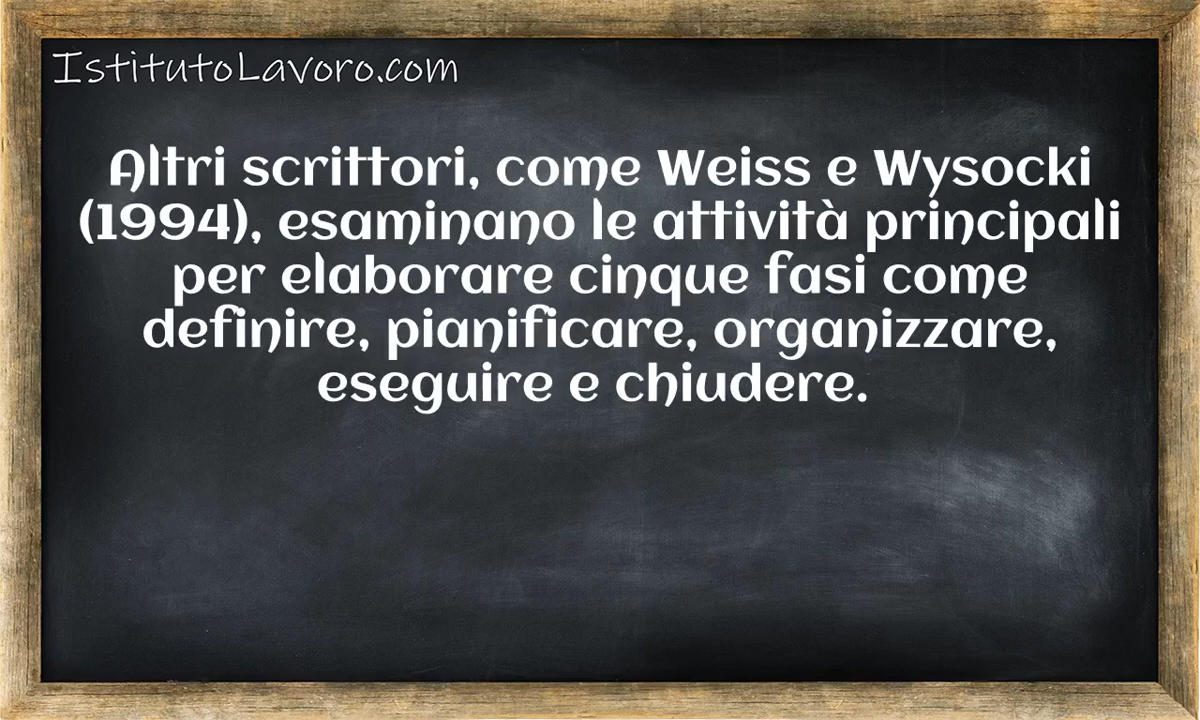 IstitutoLavoro.com
Altri scrittori, come Weiss e Wysocki
(1994), esaminano le attività principali
per elaborare cinque fasi come
definire, pianificare, organizzare,
eseguire e chiudere.